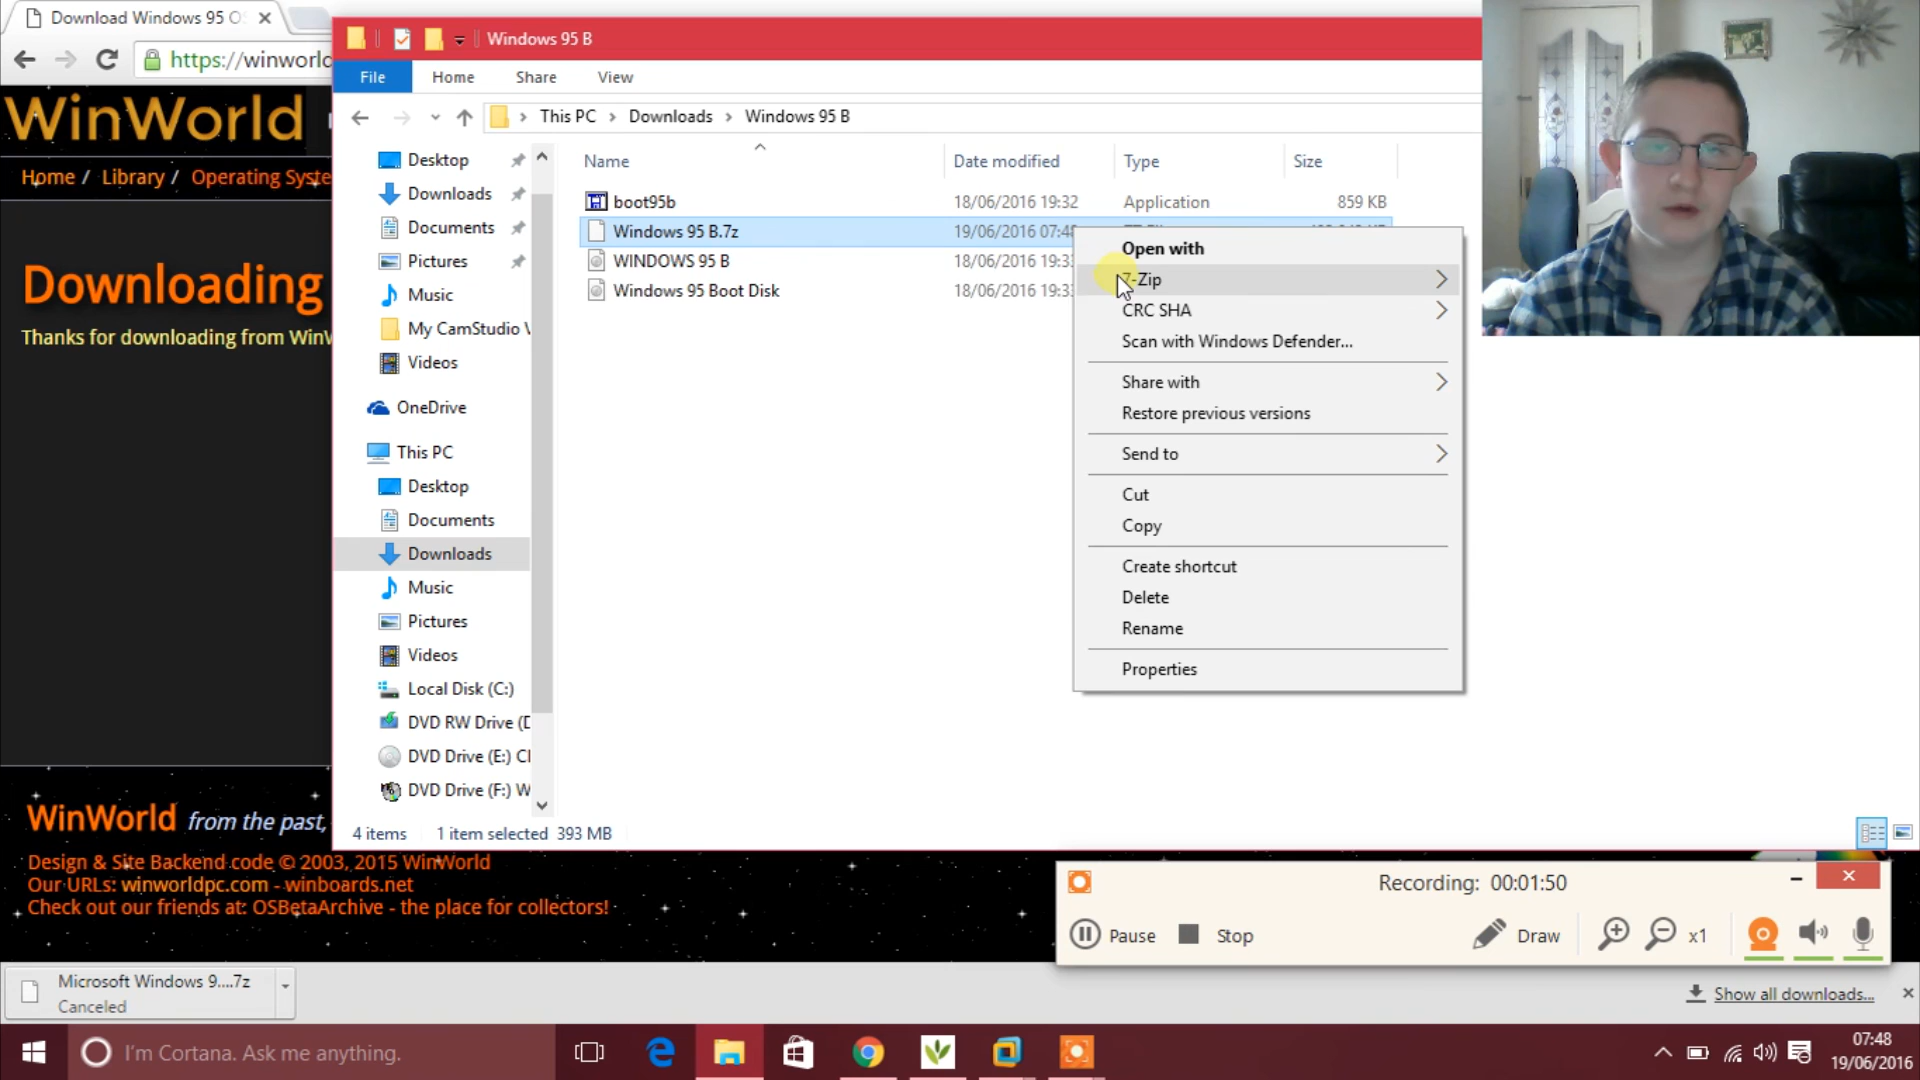 Download Windows 95 OS
https://winworld
WinWorld
Home / Library / Operating Syste
Downloading
Thanks for downloading from WinW
Windows 95 B
File Home Share View
This PC Downloads Windows 95 B
Name Date modified Type Size
boot95b 18/06/2016 19:32 Application 859 KB
Windows 95 B.7z 19/06/2016 07:48
WINDOWS 95 B 18/06/2016 19:33
Windows 95 Boot Disk 18/06/2016 19:33
Desktop
Downloads
Documents
Pictures
Music
My CamStudio V
Videos
OneDrive
This PC
Desktop
Documents
Downloads
Music
Pictures
Videos
Local Disk (C:)
DVD RW Drive (D
DVD Drive (E:) C
DVD Drive (F:) W
Open with
7-Zip
CRC SHA
Scan with Windows Defender...
Share with
Restore previous versions
Send to
Cut
Copy
Create shortcut
Delete
Rename
Properties
4 items 1 item selected 393 MB
WinWorld from the past,
Design & Site Backend code © 2003, 2015 WinWorld
Our URLs: winworldpc.com - winboards.net
Check out our friends at: OSBetaArchive - the place for collectors!
Recording: 00:01:50
Pause Stop Draw x1
Microsoft Windows 9....7z
Canceled
Show all downloads...
I'm Cortana. Ask me anything.
07:48
19/06/2016